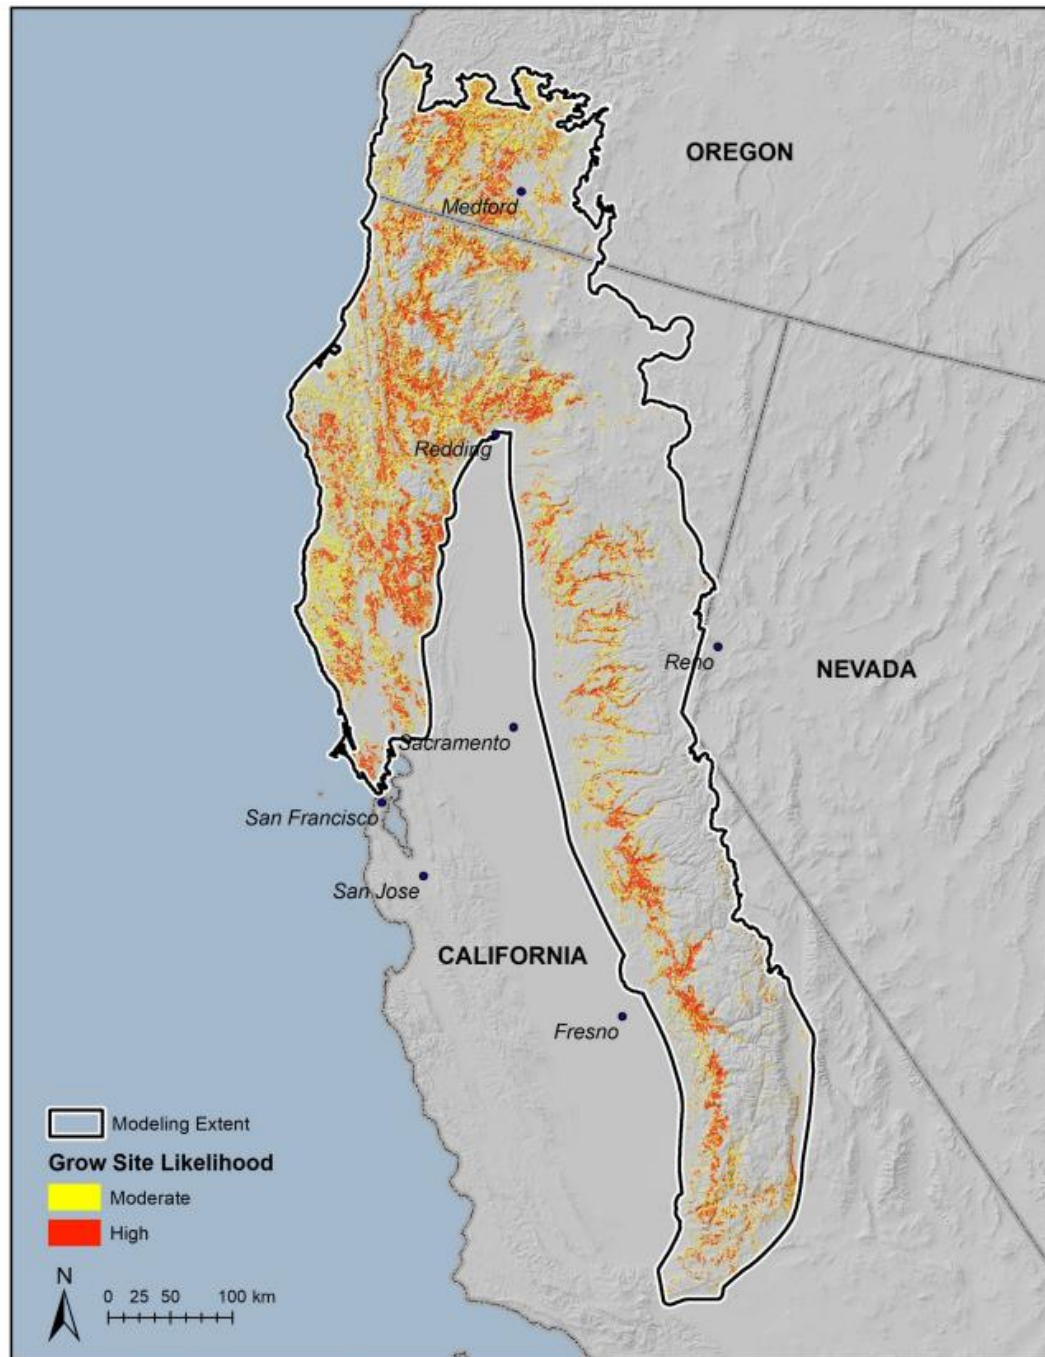 OREGON
Medford
Redding
Reno
NEVADA
Sacramento
San Francisco
San Jose
CALIFORNIA
Fresno
Modeling Extent
Grow Site Likelihood
Moderate
High
N
0 25 50 100 km